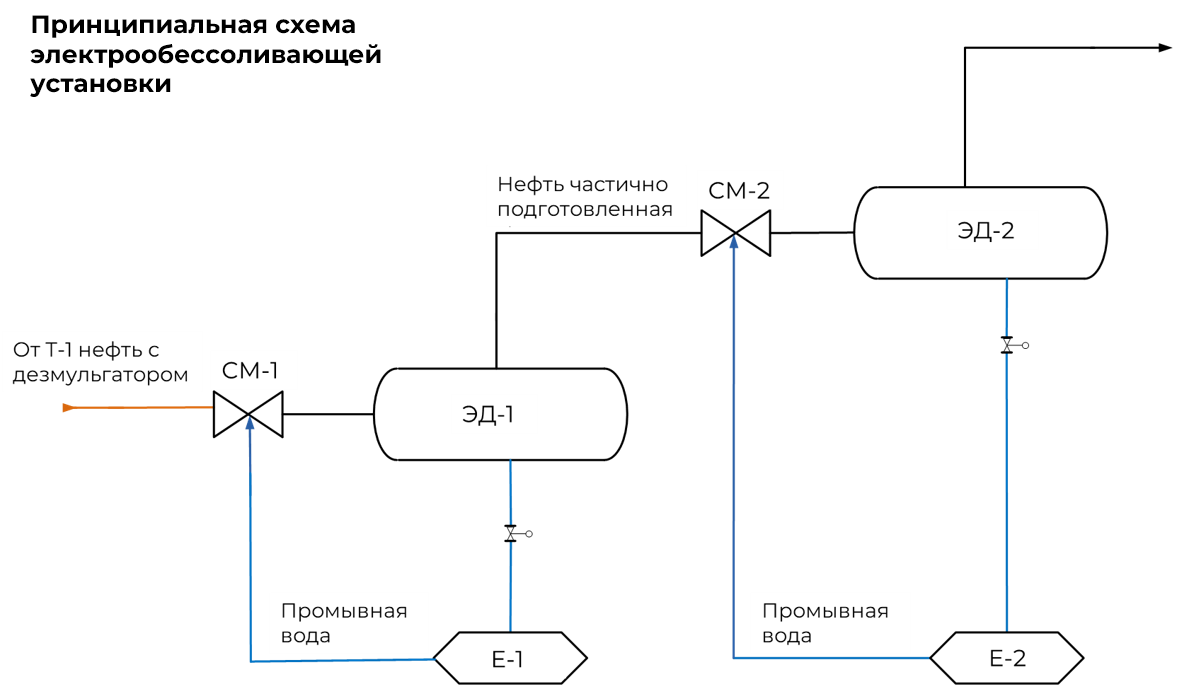 Принципиальная схема
электрообессоливающей
установки
Нефть частично
подготовленная
СМ-2
ЭД-2
От Т-1 нефть с
дезмульгатором
СМ-1
ЭД-1
Промывная
вода
Промывная
вода
Е-1
Е-2